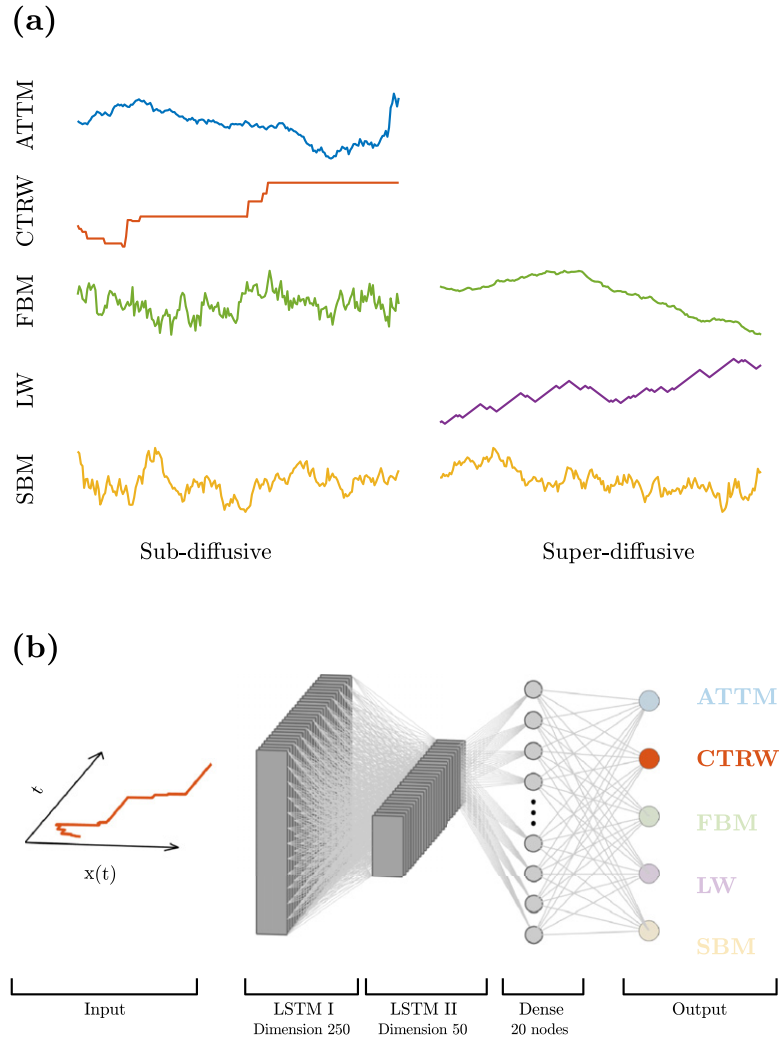 (a)
ATTM
CTRW
FBM
LW
SBM
Sub-diffusive
Super-diffusive
(b)
t
x(t)
ATTM
CTRW
FBM
LW
SBM
Input
LSTM I
Dimension 250
LSTM II
Dimension 50
Dense
20 nodes
Output